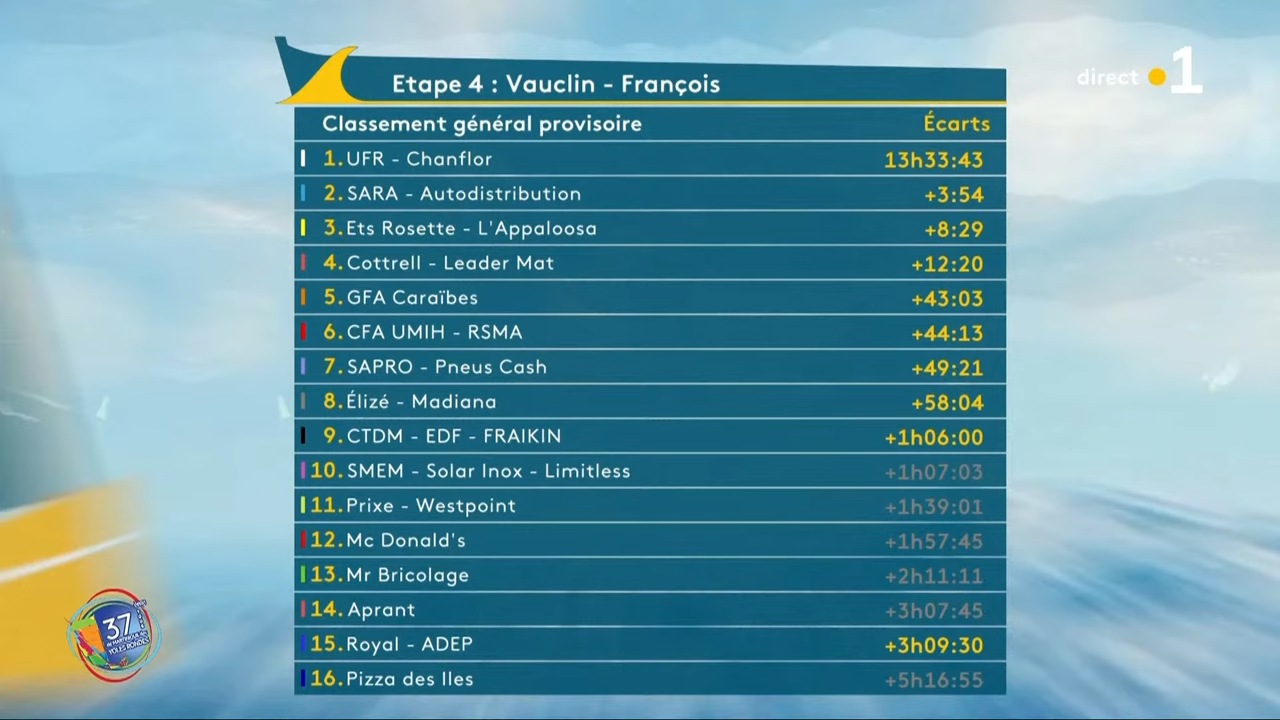 Etape 4 : Vauclin - François
direct 1
Classement général provisoire Écarts
1. UFR - Chanflor 13h33:43
2. SARA - Autodistribution +3:54
3. Ets Rosette - L'Appaloosa +8:29
4. Cottrell - Leader Mat +12:20
5. GFA Caraïbes +43:03
6. CFA UMIH - RSMA +44:13
7. SAPRO - Pneus Cash +49:21
8. Élizé - Madiana +58:04
9. CTDM - EDF - FRAIKIN +1h06:00
10. SMEM - Solar Inox - Limitless +1h07:03
11. Prixe - Westpoint +1h39:01
12. Mc Donald's +1h57:45
13. Mr Bricolage +2h11:11
14. Aprant +3h07:45
15. Royal - ADEP +3h09:30
16. Pizza des Iles +5h16:55
37
YOLES RONDES